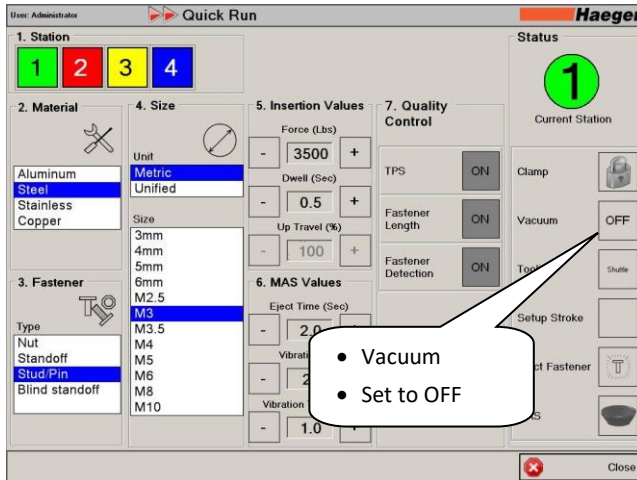 User: Administrator
Quick Run
Haeger
1. Station
1 2 3 4
Status
1
Current Station
2. Material
Aluminum
Steel
Stainless
Copper
3. Fastener
Type
Nut
Standoff
Stud/Pin
Blind standoff
4. Size
Unit
Metric
Unified
Size
3mm
4mm
5mm
6mm
M2.5
M3
M3.5
M4
M5
M6
M8
M10
5. Insertion Values
Force (Lbs)
- 3500 +
Dwell (Sec)
- 0.5 +
Up Travel (%)
- 100 +
6. MAS Values
Eject Time (Sec)
- 2.0
-
Vibration
- 1.0 +
7. Quality
Control
TPS ON
Fastener
Length ON
Fastener
Detection ON
Clamp
Vacuum OFF
Shuttle
Setup Stroke
Fastener T
• Vacuum
• Set to OFF
Close